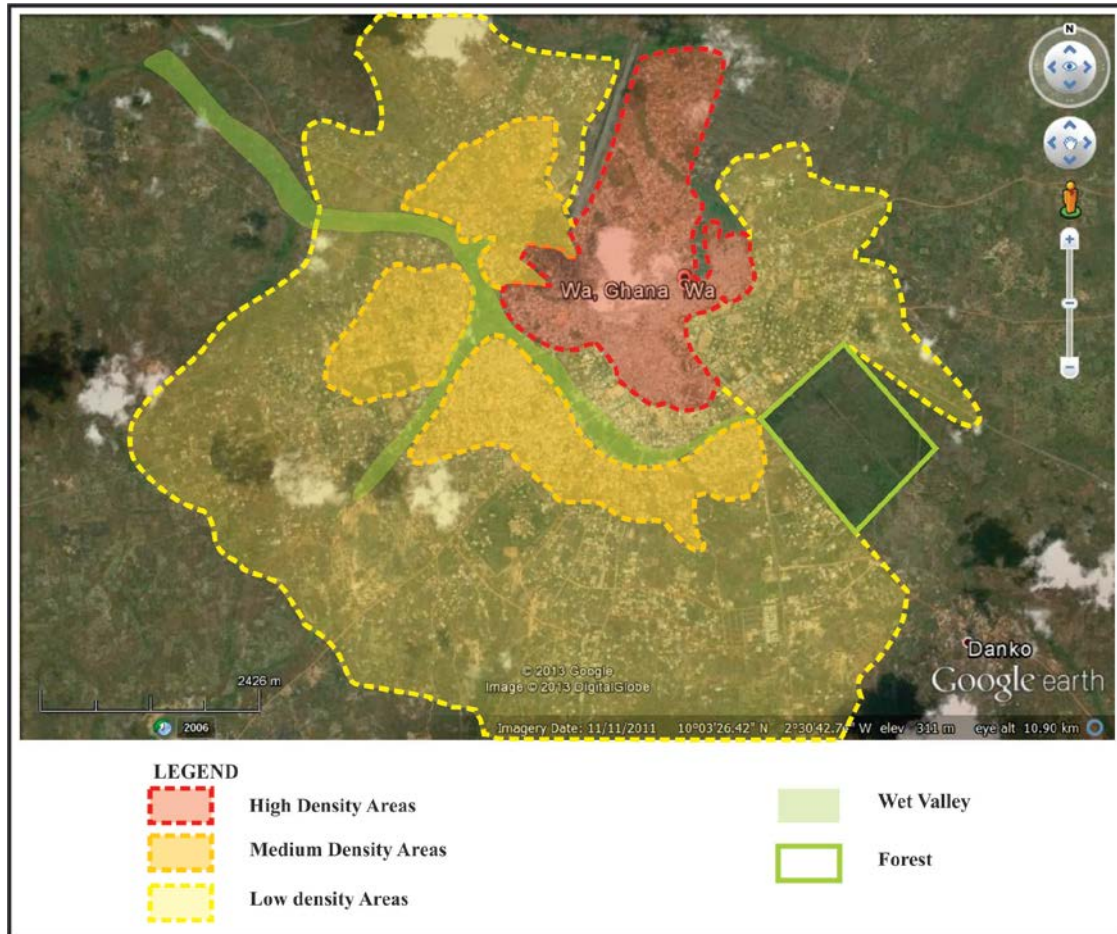 N
Wa, Ghana Wa
Danko
© 2013 Google
Image © 2013 DigitalGlobe
Google earth
2426 m
2006
Imagery Date: 11/11/2011 10°03'26.42" N 2°30'42.74" W elev 311 m eye alt 10.90 km
LEGEND
High Density Areas
Medium Density Areas
Low density Areas
Wet Valley
Forest